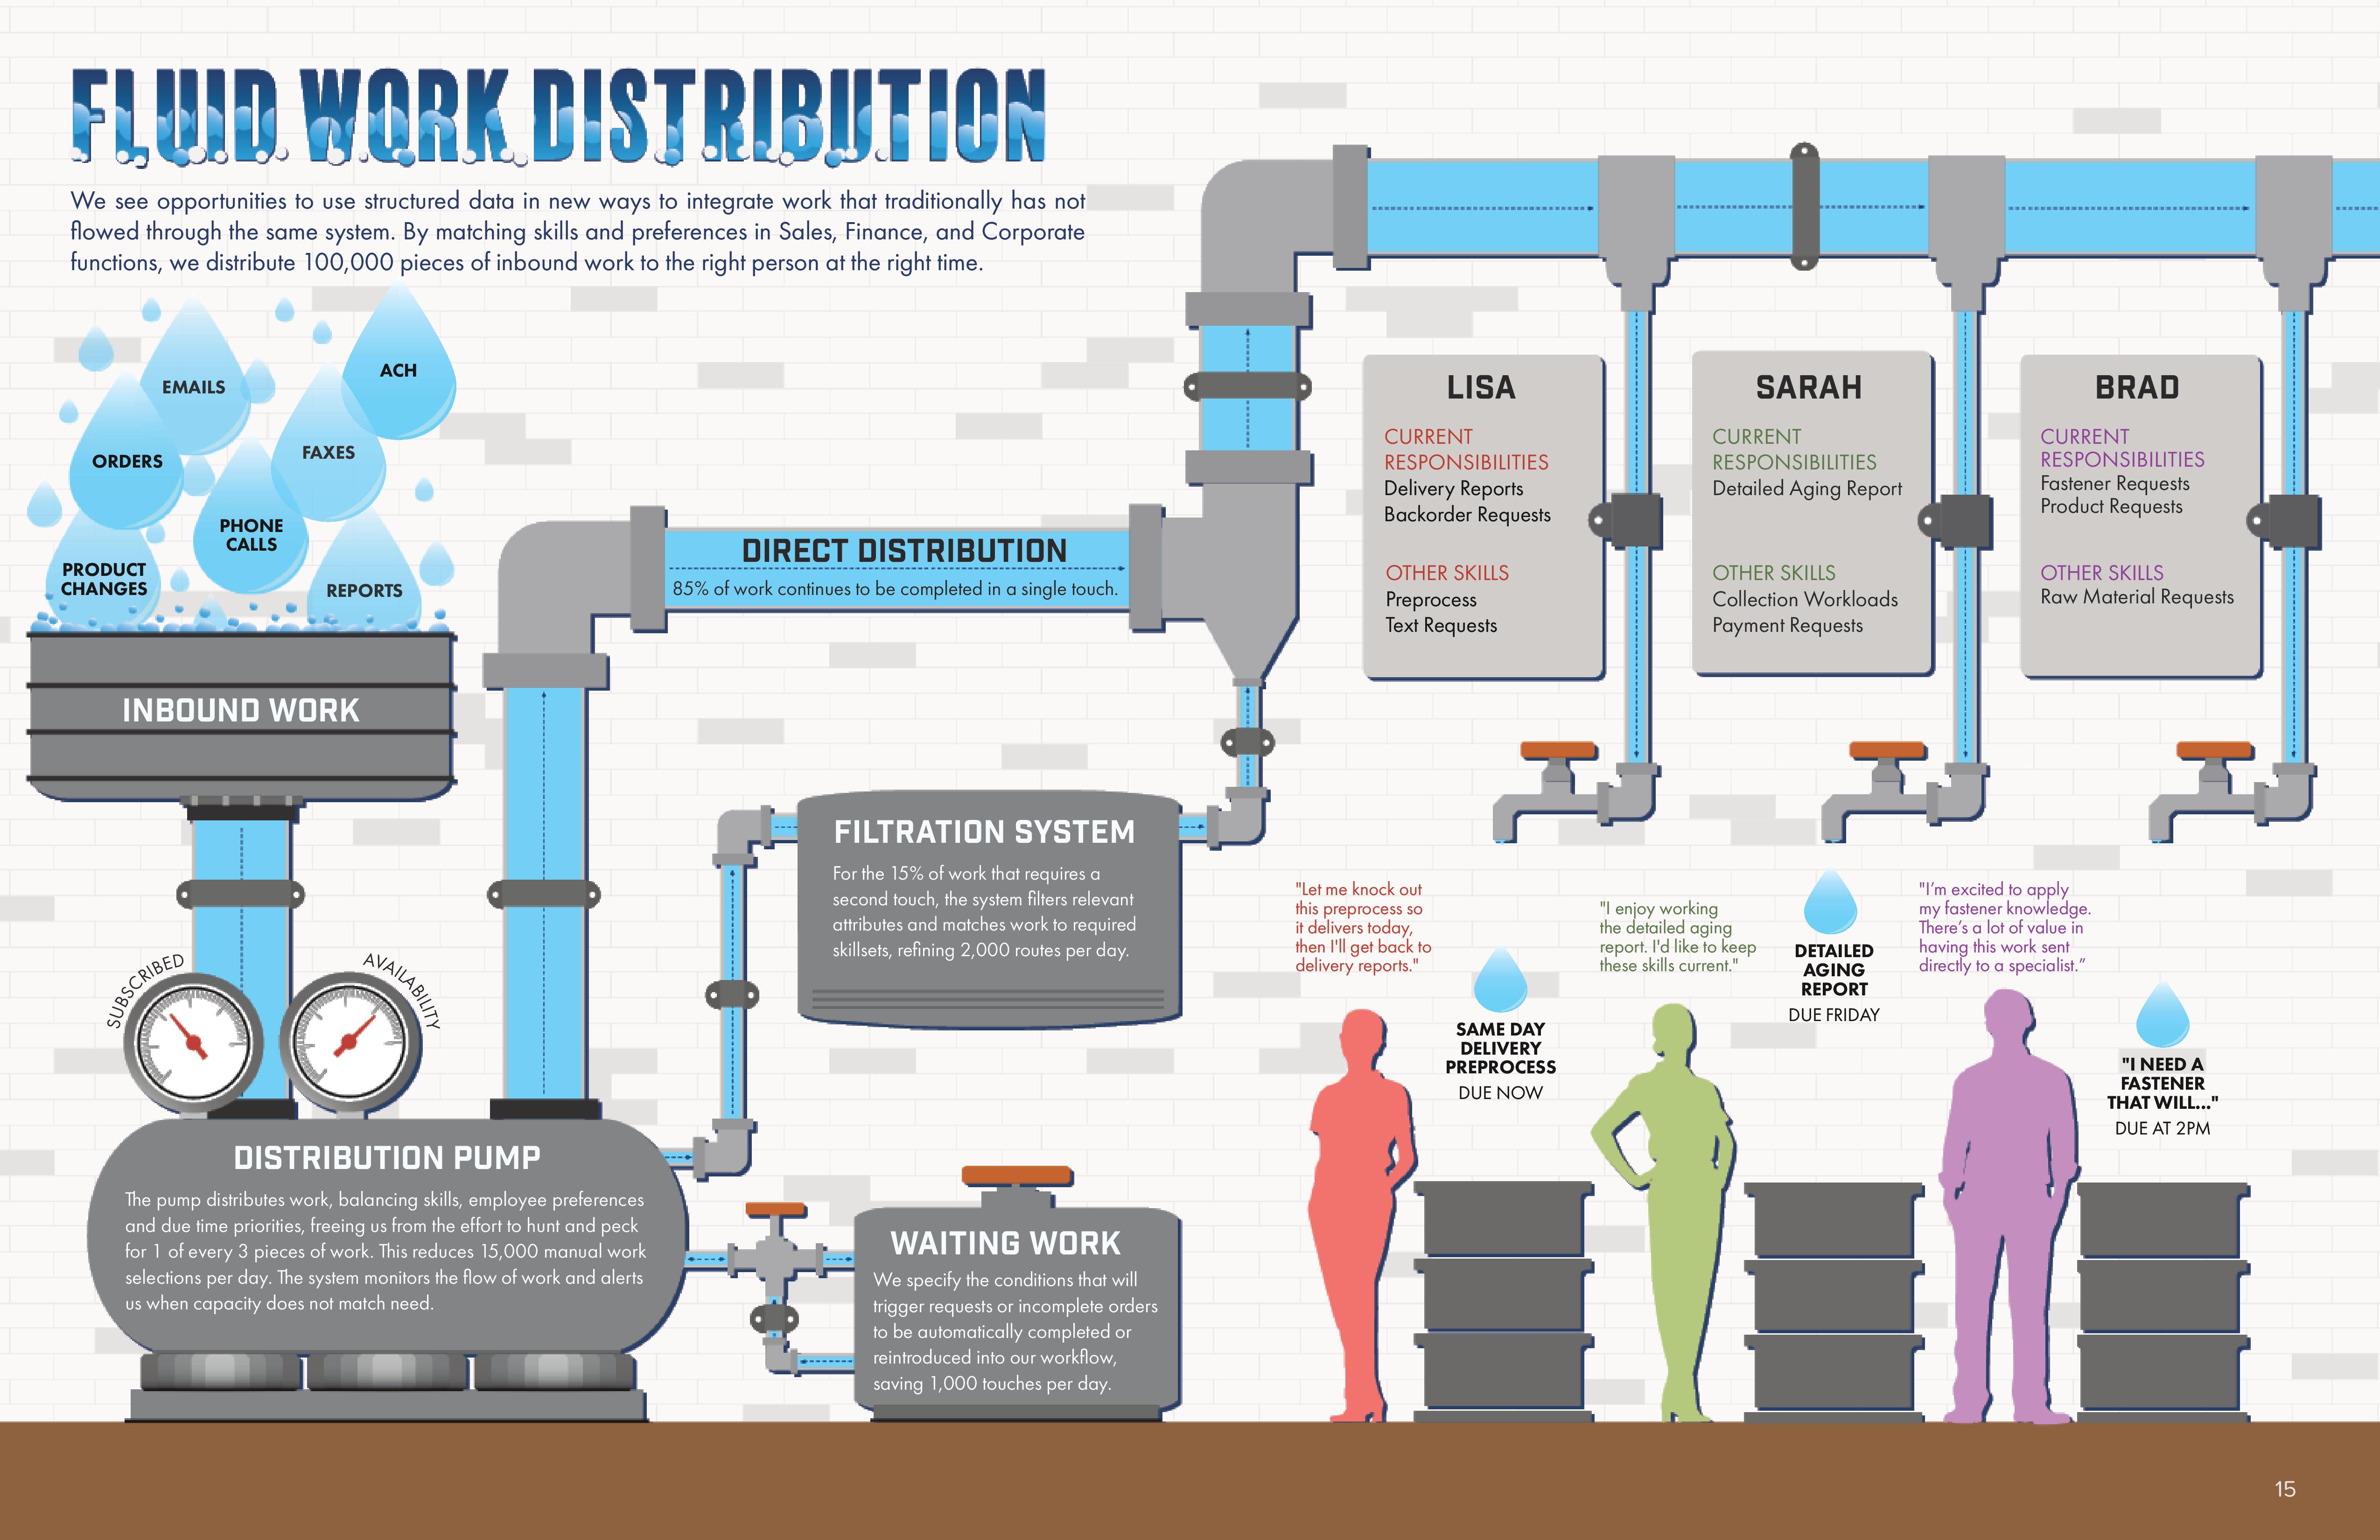 FLUID WORK DISTRIBUTION
We see opportunities to use structured data in new ways to integrate work that traditionally has not
flowed through the same system. By matching skills and preferences in Sales, Finance, and Corporate
functions, we distribute 100,000 pieces of inbound work to the right person at the right time.
EMAILS
ACH
ORDERS
FAXES
PHONE
CALLS
PRODUCT
CHANGES
REPORTS
INBOUND WORK
SUBSCRIBED
AVAILABILITY
DISTRIBUTION PUMP
The pump distributes work, balancing skills, employee preferences
and due time priorities, freeing us from the effort to hunt and peck
for 1 of every 3 pieces of work. This reduces 15,000 manual work
selections per day. The system monitors the flow of work and alerts
us when capacity does not match need.
DIRECT DISTRIBUTION
85% of work continues to be completed in a single touch.
FILTRATION SYSTEM
For the 15% of work that requires a
second touch, the system filters relevant
attributes and matches work to required
skillsets, refining 2,000 routes per day.
WAITING WORK
We specify the conditions that will
trigger requests or incomplete orders
to be automatically completed or
reintroduced into our workflow,
saving 1,000 touches per day.
LISA
CURRENT
RESPONSIBILITIES
Delivery Reports
Backorder Requests
OTHER SKILLS
Preprocess
Text Requests
SARAH
CURRENT
RESPONSIBILITIES
Detailed Aging Report
OTHER SKILLS
Collection Workloads
Payment Requests
BRAD
CURRENT
RESPONSIBILITIES
Fastener Requests
Product Requests
OTHER SKILLS
Raw Material Requests
"Let me knock out
this preprocess so
it delivers today,
then I'll get back to
delivery reports."
SAME DAY
DELIVERY
PREPROCESS
DUE NOW
"I enjoy working
the detailed aging
report. I'd like to keep
these skills current."
DETAILED
AGING
REPORT
DUE FRIDAY
"I'm excited to apply
my fastener knowledge.
There's a lot of value in
having this work sent
directly to a specialist."
"I NEED A
FASTENER
THAT WILL..."
DUE AT 2PM
15